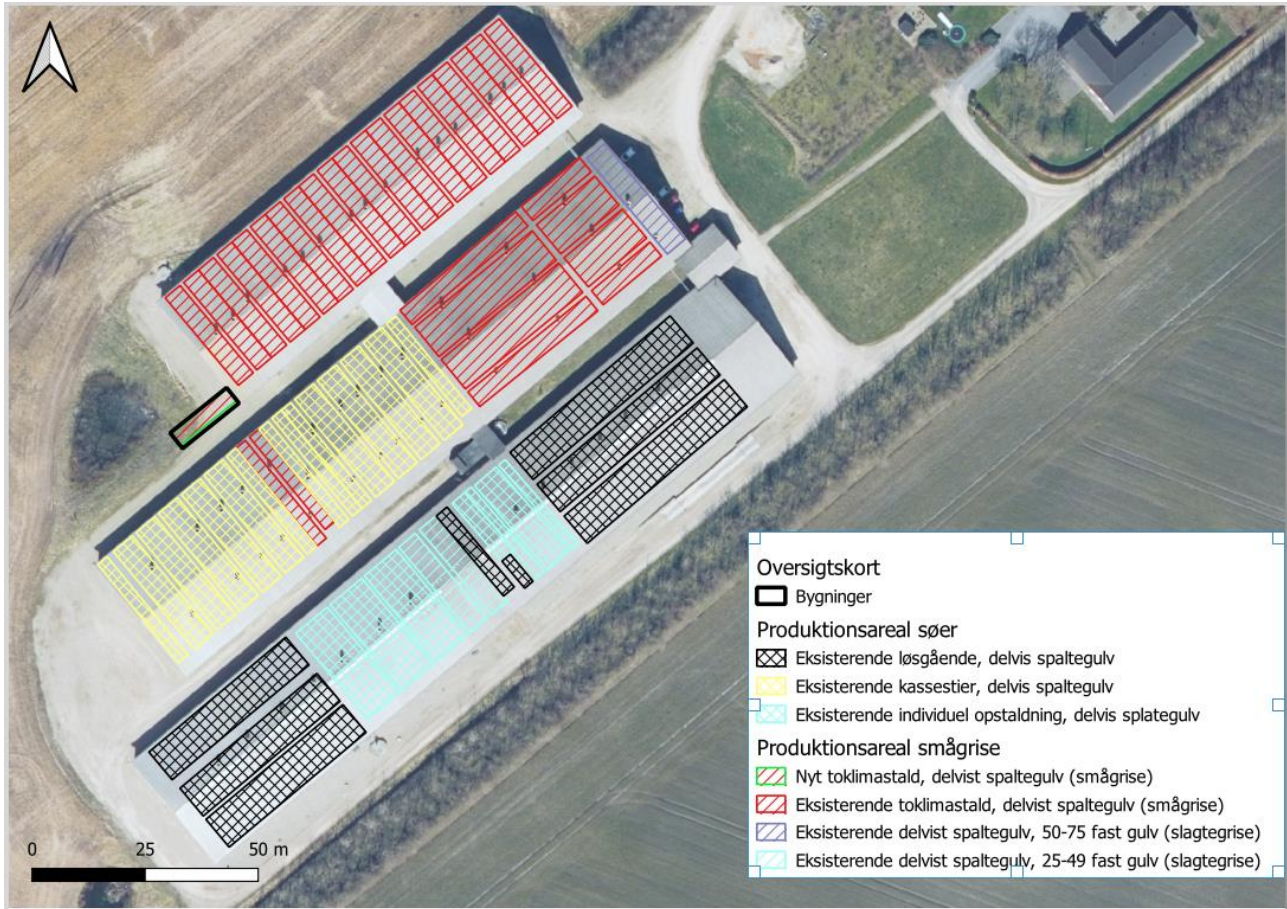 Oversigtskort
Bygninger
Produktionsareal søer
Eksisterende løsgående, delvis spaltegulv
Eksisterende kassestier, delvis spaltegulv
Eksisterende individuel opstaldning, delvis splategulv
Produktionsareal smågrise
Nyt toklimastald, delvist spaltegulv (smågrise)
Eksisterende toklimastald, delvist spaltegulv (smågrise)
Eksisterende delvist spaltegulv, 50-75 fast gulv (slagtegrise)
Eksisterende delvist spaltegulv, 25-49 fast gulv (slagtegrise)
0 25 50 m